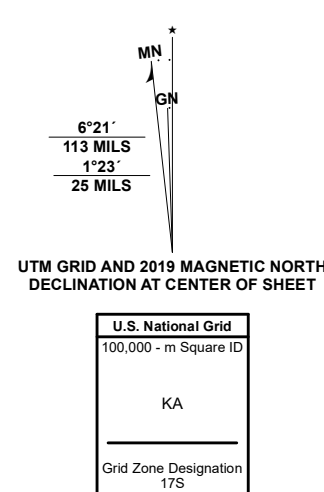 ★
MN
GN
6°21´
113 MILS
1°23´
25 MILS
UTM GRID AND 2019 MAGNETIC NORTH
DECLINATION AT CENTER OF SHEET
U.S. National Grid
100,000 - m Square ID
KA
Grid Zone Designation
17S